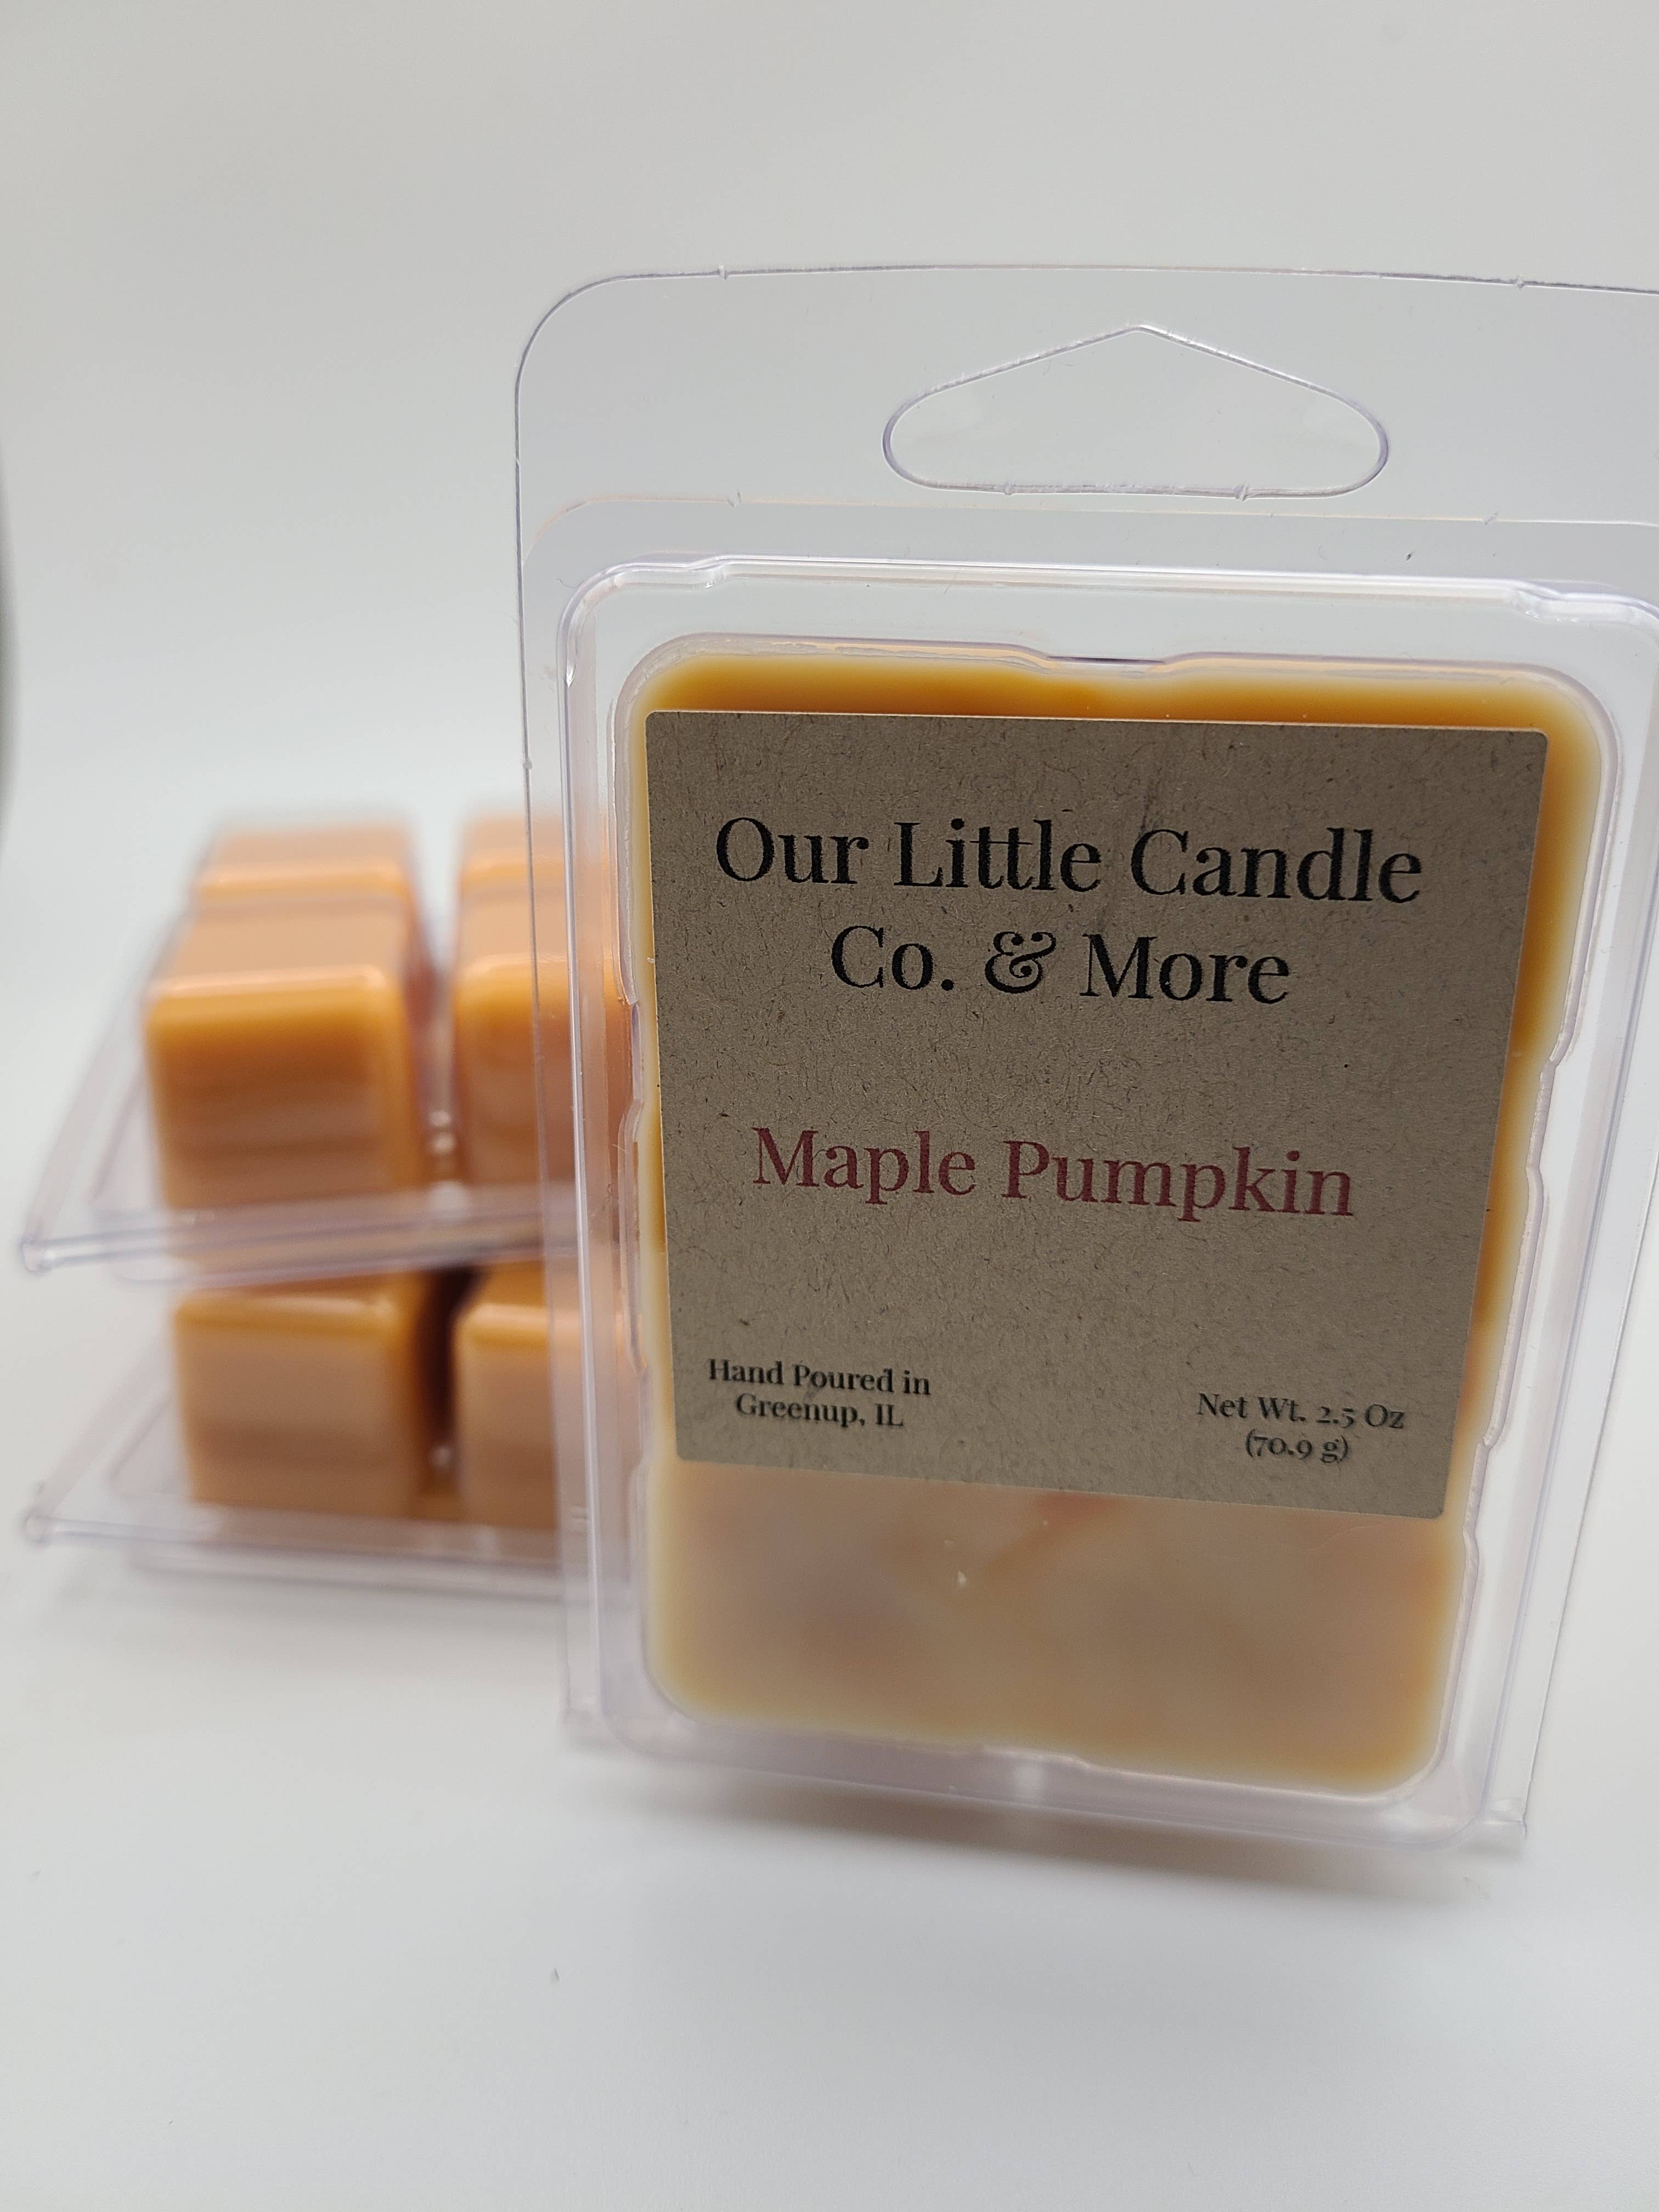 Our Little Candle
Co. & More
Maple Pumpkin
Hand Poured in
Greenup, IL
Net Wt. 2.5 Oz
(70.9 g)